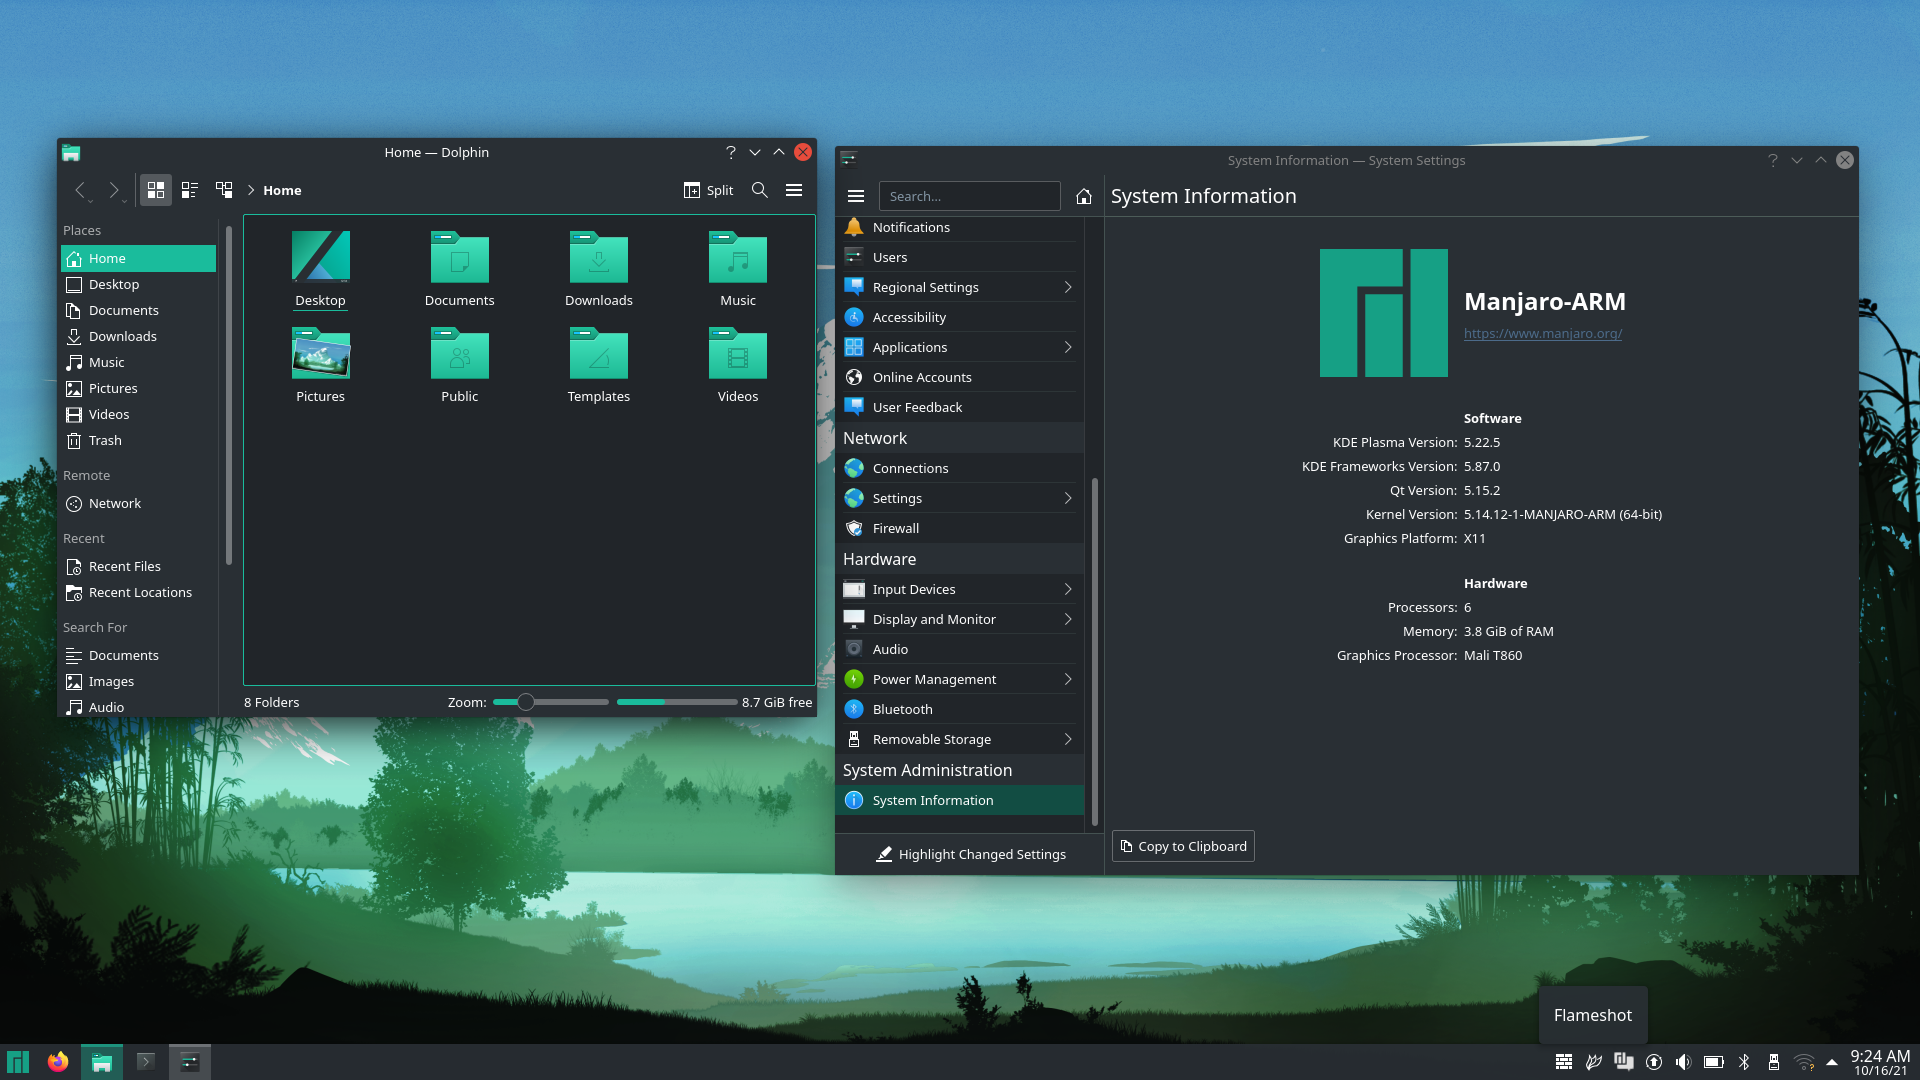 Home — Dolphin
Home
Split
Places
Home
Desktop
Documents
Downloads
Music
Pictures
Videos
Trash
Remote
Network
Recent
Recent Files
Recent Locations
Search For
Documents
Images
Audio
Desktop
Documents
Downloads
Music
Pictures
Public
Templates
Videos
8 Folders
Zoom:
8.7 GiB free
System Information — System Settings
Search...
System Information
Notifications
Users
Regional Settings
Accessibility
Applications
Online Accounts
User Feedback
Network
Connections
Settings
Firewall
Hardware
Input Devices
Display and Monitor
Audio
Power Management
Bluetooth
Removable Storage
System Administration
System Information
Highlight Changed Settings
Manjaro-ARM
https://www.manjaro.org/
Software
KDE Plasma Version: 5.22.5
KDE Frameworks Version: 5.87.0
Qt Version: 5.15.2
Kernel Version: 5.14.12-1-MANJARO-ARM (64-bit)
Graphics Platform: X11
Hardware
Processors: 6
Memory: 3.8 GiB of RAM
Graphics Processor: Mali T860
Copy to Clipboard
Flameshot
9:24 AM
10/16/21